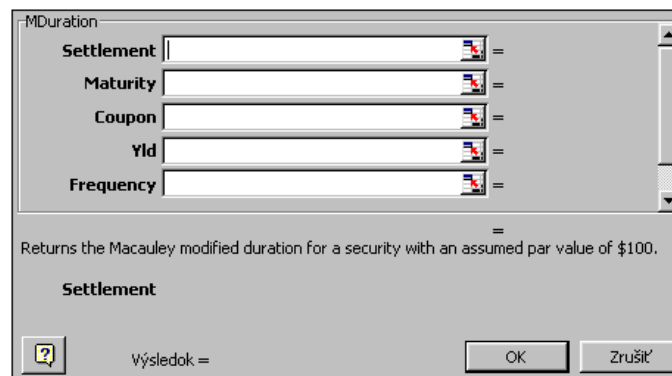 MDuration
Settlement =
Maturity =
Coupon =
Yld =
Frequency =
=
Returns the Macauley modified duration for a security with an assumed par value of $100.
Settlement
? Výsledok = OK Zrušiť